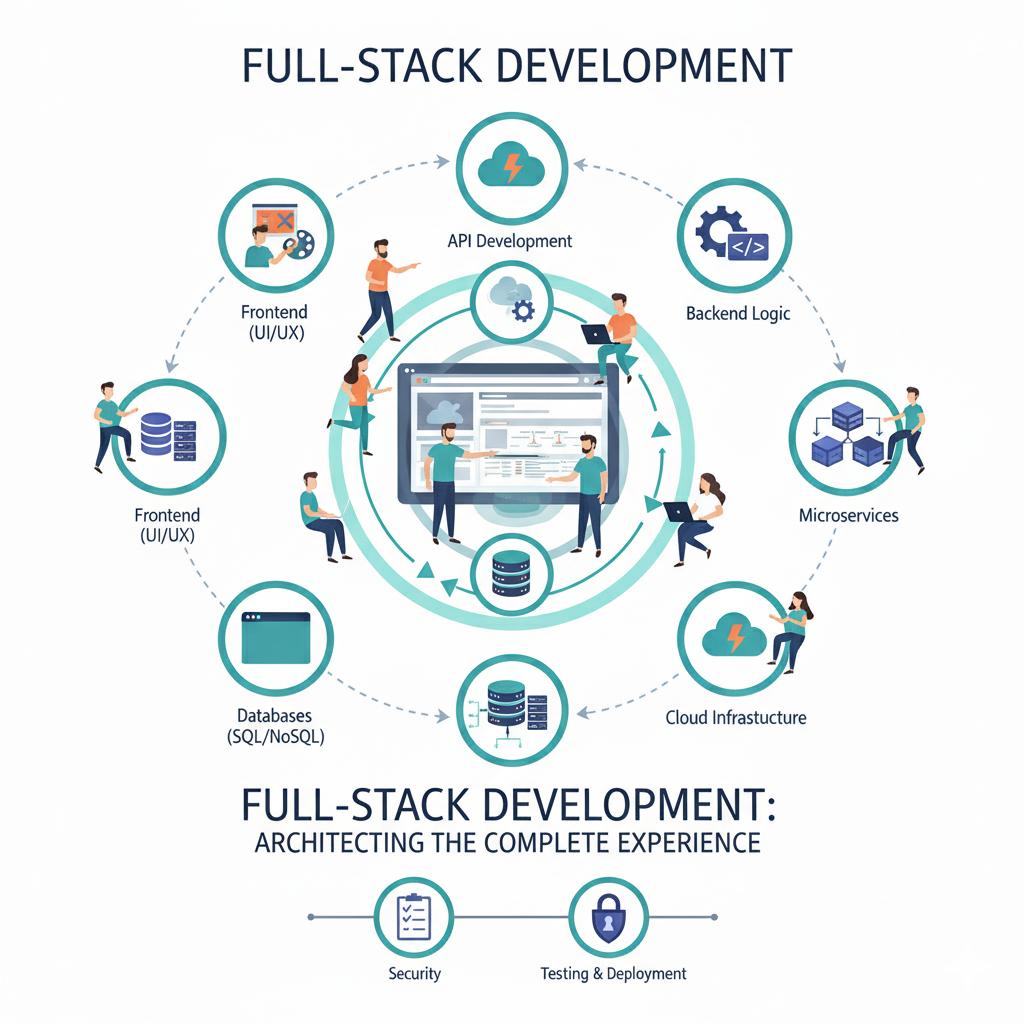 FULL-STACK DEVELOPMENT
API Development
Frontend
(UI/UX)
</>
Backend Logic
Frontend
(UI/UX)
Microservices
Databases
(SQL/NoSQL)
Cloud Infrastucture
FULL-STACK DEVELOPMENT:
ARCHITECTING THE COMPLETE EXPERIENCE
Security
Testing & Deployment